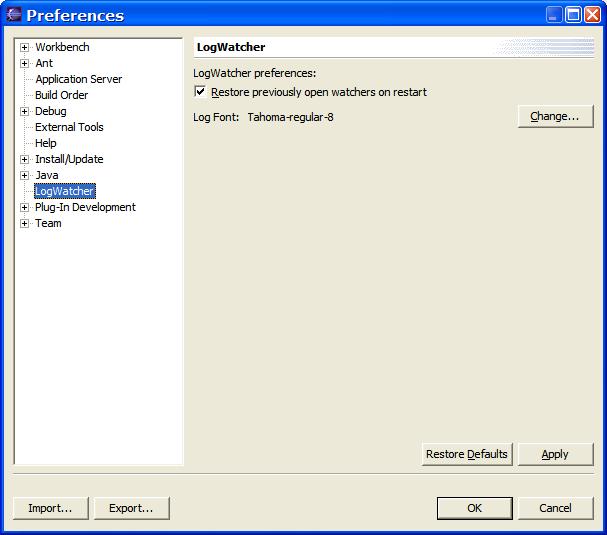 Preferences
Workbench
Ant
Application Server
Build Order
Debug
External Tools
Help
Install/Update
Java
LogWatcher
Plug-In Development
Team
LogWatcher
LogWatcher preferences:
Restore previously open watchers on restart
Log Font: Tahoma-regular-8 Change...
Restore Defaults Apply
Import... Export... OK Cancel